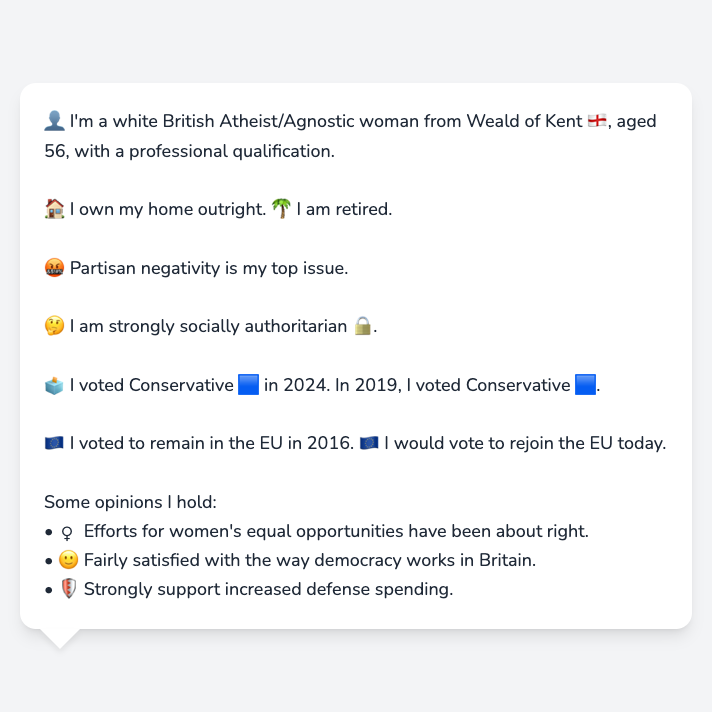 👤 I'm a white British Atheist/Agnostic woman from Weald of Kent 🏴󠁧󠁢󠁥󠁮󠁧󠁿, aged
56, with a professional qualification.
🏠 I own my home outright. 🌴 I am retired.
🤬 Partisan negativity is my top issue.
🤔 I am strongly socially authoritarian 🔒.
🗳️ I voted Conservative 🟦 in 2024. In 2019, I voted Conservative 🟦.
🇪🇺 I voted to remain in the EU in 2016. 🇪🇺 I would vote to rejoin the EU today.
Some opinions I hold:
• ♀ Efforts for women's equal opportunities have been about right.
• 🙂 Fairly satisfied with the way democracy works in Britain.
• 🛡️ Strongly support increased defense spending.